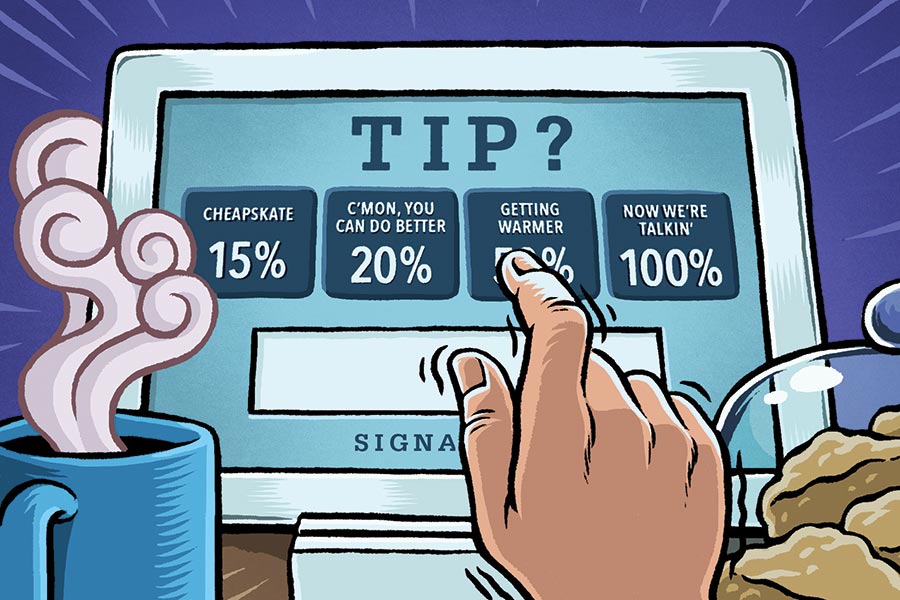 TIP?
CHEAPSKATE
15%
C'MON, YOU
CAN DO BETTER
20%
GETTING
WARMER
NOW WE'RE
TALKIN'
100%
SIGNA